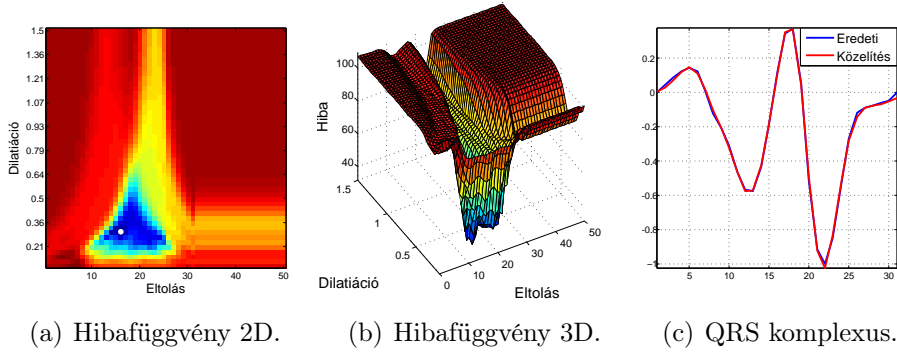 1.5
1.36
1.21
1.07
0.93
0.79
0.64
0.5
0.36
0.21
Dilatiáció
10 20 30 40 50
Eltolás
100
80
60
40
Hiba
1.5
1
0.5
Dilatiáció
0 10 20 30 40 50
Eltolás
Eredeti
Közelítés
0.2
0
-0.2
-0.4
-0.6
-0.8
-1
5 10 15 20 25 30
(a) Hibafüggvény 2D. (b) Hibafüggvény 3D. (c) QRS komplexus.